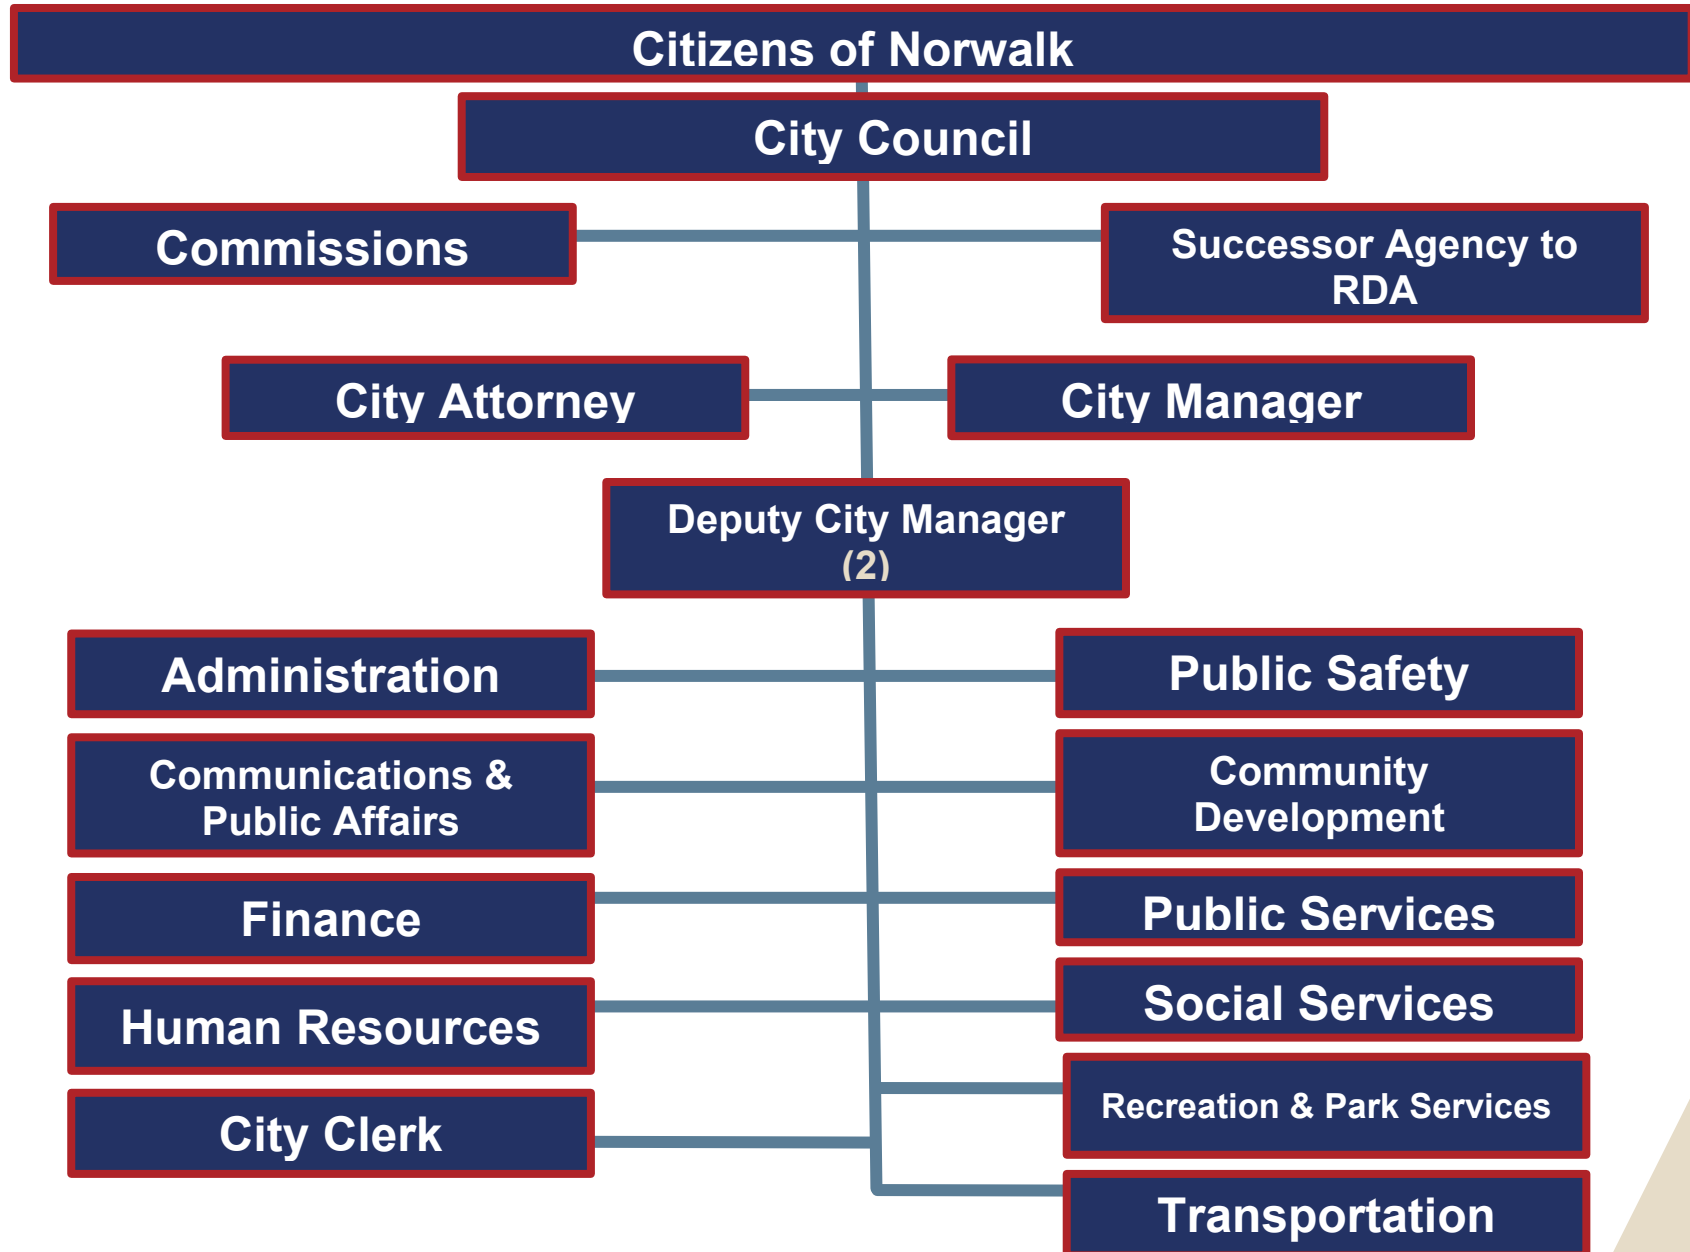 Citizens of Norwalk
City Council
Commissions
Successor Agency to
RDA
City Attorney
City Manager
Deputy City Manager
(2)
Administration
Public Safety
Communications &
Public Affairs
Community
Development
Finance
Public Services
Human Resources
Social Services
Recreation & Park Services
City Clerk
Transportation